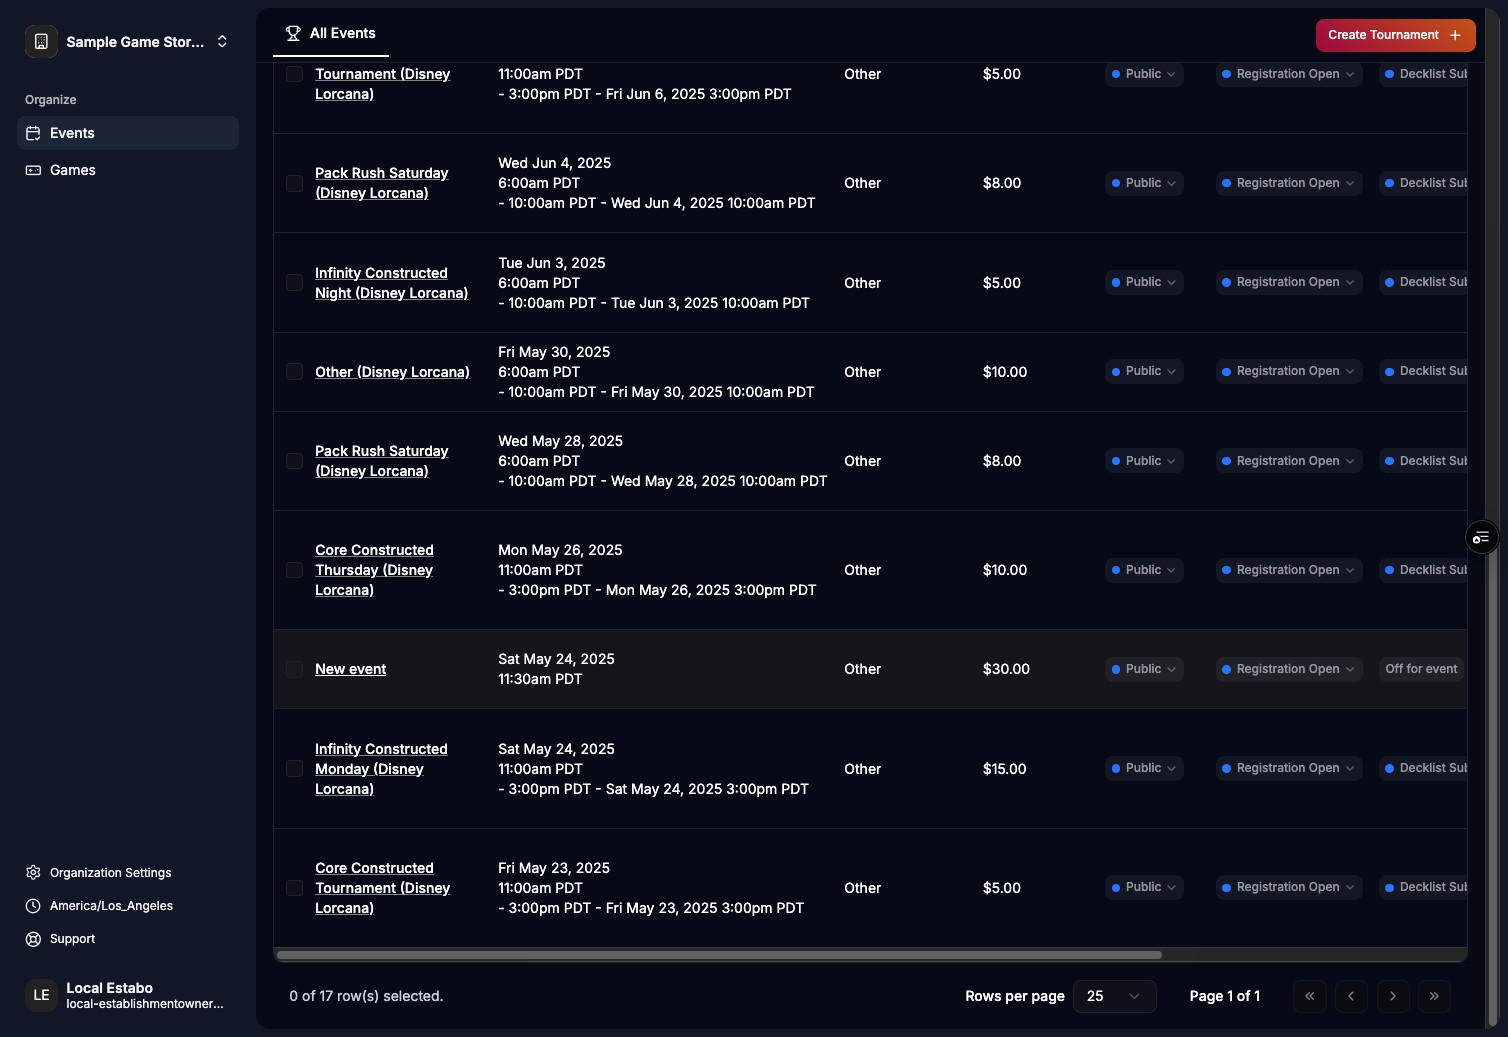 Sample Game Stor...
All Events
Create Tournament
Organize
Events
Games
Tournament (Disney
Lorcana)
11:00am PDT
- 3:00pm PDT - Fri Jun 6, 2025 3:00pm PDT
Other
$5.00
Public
Registration Open
Decklist Sub
Pack Rush Saturday
(Disney Lorcana)
Wed Jun 4, 2025
6:00am PDT
- 10:00am PDT - Wed Jun 4, 2025 10:00am PDT
Other
$8.00
Public
Registration Open
Decklist Sub
Infinity Constructed
Night (Disney Lorcana)
Tue Jun 3, 2025
6:00am PDT
- 10:00am PDT - Tue Jun 3, 2025 10:00am PDT
Other
$5.00
Public
Registration Open
Decklist Sub
Other (Disney Lorcana)
Fri May 30, 2025
6:00am PDT
- 10:00am PDT - Fri May 30, 2025 10:00am PDT
Other
$10.00
Public
Registration Open
Decklist Sub
Pack Rush Saturday
(Disney Lorcana)
Wed May 28, 2025
6:00am PDT
- 10:00am PDT - Wed May 28, 2025 10:00am PDT
Other
$8.00
Public
Registration Open
Decklist Sub
Core Constructed
Thursday (Disney
Lorcana)
Mon May 26, 2025
11:00am PDT
- 3:00pm PDT - Mon May 26, 2025 3:00pm PDT
Other
$10.00
Public
Registration Open
Decklist Sub
New event
Sat May 24, 2025
11:30am PDT
Other
$30.00
Public
Registration Open
Off for event
Infinity Constructed
Monday (Disney
Lorcana)
Sat May 24, 2025
11:00am PDT
- 3:00pm PDT - Sat May 24, 2025 3:00pm PDT
Other
$15.00
Public
Registration Open
Decklist Sub
Core Constructed
Tournament (Disney
Lorcana)
Fri May 23, 2025
11:00am PDT
- 3:00pm PDT - Fri May 23, 2025 3:00pm PDT
Other
$5.00
Public
Registration Open
Decklist Sub
Organization Settings
America/Los_Angeles
Support
LE
Local Estabo
local-establishmentowner...
0 of 17 row(s) selected.
Rows per page
25
Page 1 of 1